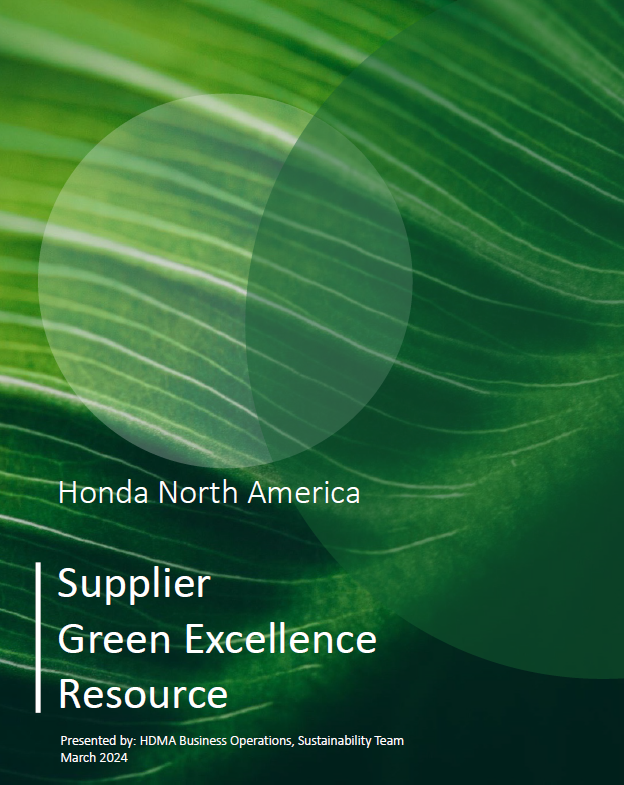 Honda North America
Supplier
Green Excellence
Resource
Presented by: HDMA Business Operations, Sustainability Team
March 2024